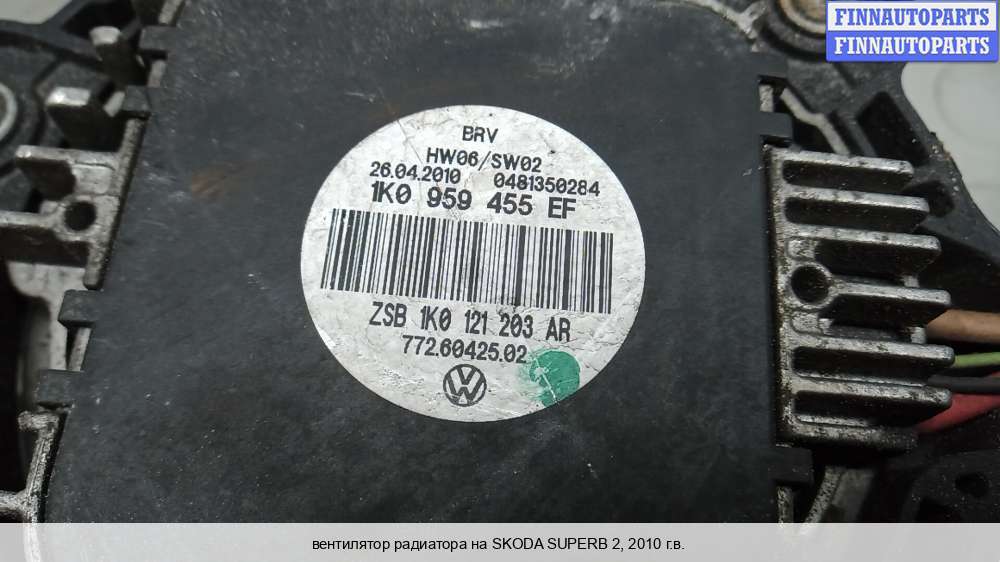 FINNAUTOPARTS
FINNAUTOPARTS
BRV
HW06/SW02
26.04.2010 0481350284
1K0 959 455 EF
ZSB 1K0 121 203 AR
772.60425.02
вентилятор радиатора на SKODA SUPERB 2, 2010 г.в.